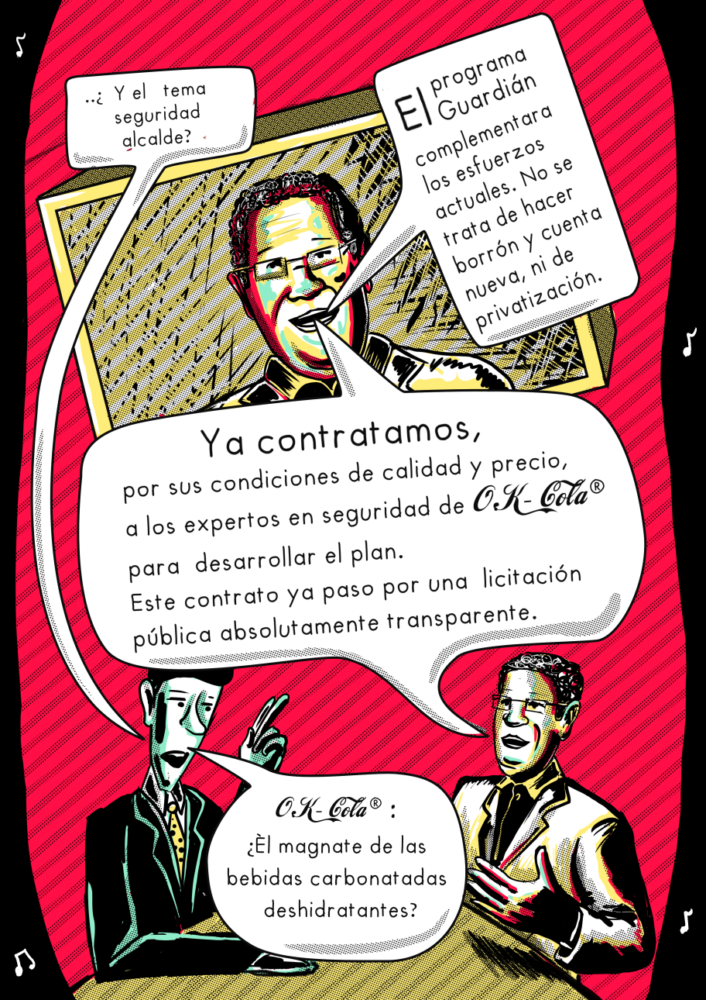 ..¿ Y el tema
seguridad
alcalde?
El programa
Guardián
complementara
los esfuerzos
actuales. No se
trata de hacer
borrón y cuenta
nueva, ni de
privatización.
Ya contratamos,
por sus condiciones de calidad y precio,
a los expertos en seguridad de O.K-Cola®
para desarrollar el plan.
Este contrato ya paso por una licitación
pública absolutamente transparente.
O.K-Cola® :
¿Èl magnate de las
bebidas carbonatadas
deshidratantes?